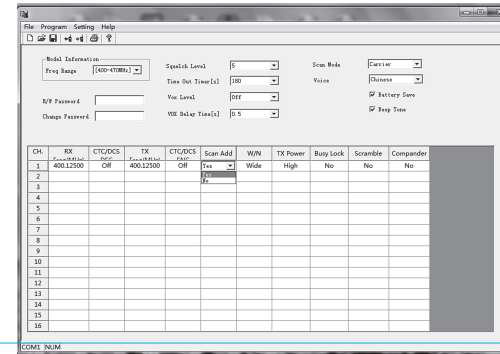 File Program Setting Help
Model Information
Freq Range [400-470MHz]
R/W Password
Change Password
Squelch Level 5
Time Out Timer[s] 180
Vox Level Off
VOX Delay Time[s] 0.5
Scan Mode Carrier
Voice Chinese
Battery Save
Beep Tone
CH. RX CTC/DCS TX CTC/DCS Scan Add W/N TX Power Busy Lock Scramble Compander
1 400.12500 Off 400.12500 Off Yes Wide High No No No
Yes
No
2
3
4
5
6
7
8
9
10
11
12
13
14
15
16
COM1 NUM